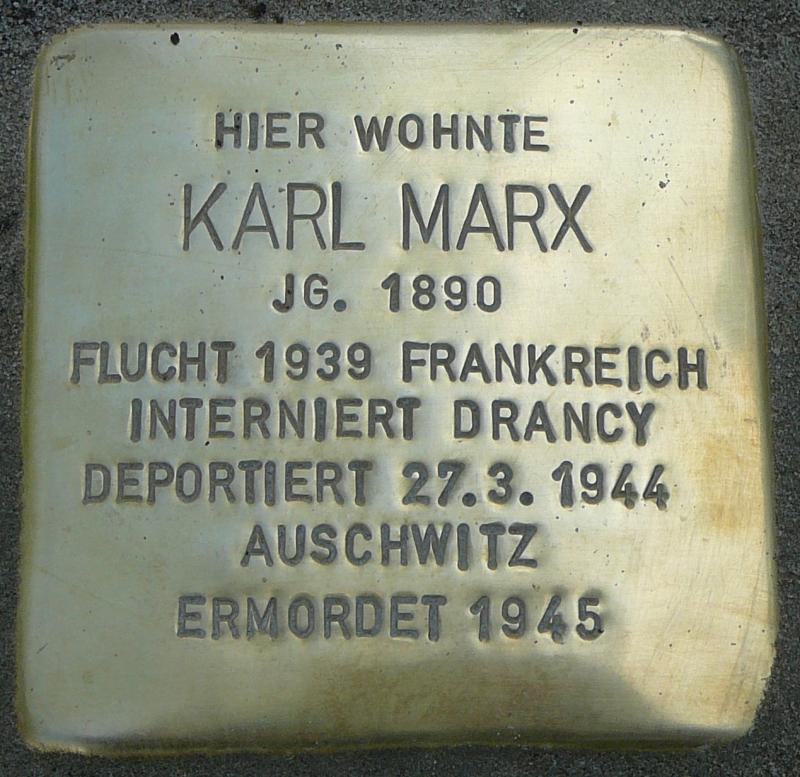 HIER WOHNTE
KARL MARX
JG. 1890
FLUCHT 1939 FRANKREICH
INTERNIERT DRANCY
DEPORTIERT 27.3.1944
AUSCHWITZ
ERMORDET 1945